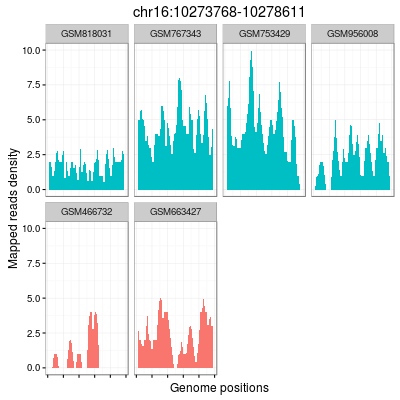 chr16:10273768-10278611
GSM818031 GSM767343 GSM753429 GSM956008
10.0
7.5
5.0
2.5
0.0
Mapped reads density
GSM466732 GSM663427
10.0
7.5
5.0
2.5
0.0
Genome positions